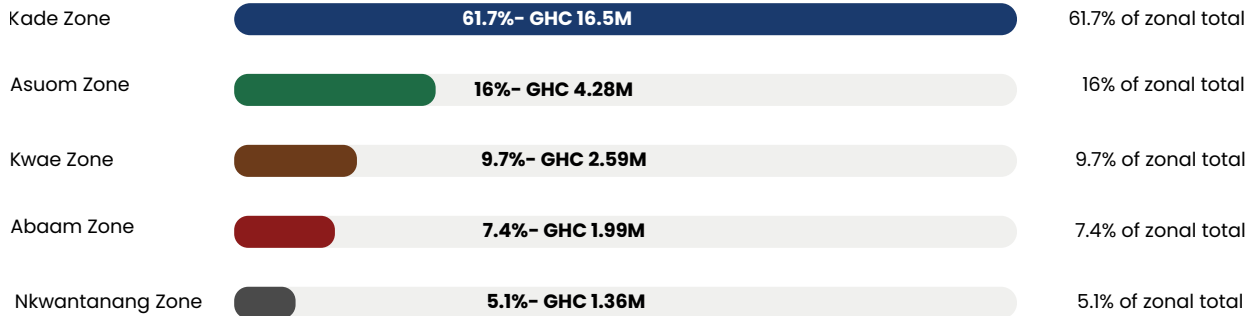 Kade Zone 61.7%- GHC 16.5M 61.7% of zonal total
Asuom Zone 16%- GHC 4.28M 16% of zonal total
Kwae Zone 9.7%- GHC 2.59M 9.7% of zonal total
Abaam Zone 7.4%- GHC 1.99M 7.4% of zonal total
Nkwantanang Zone 5.1%- GHC 1.36M 5.1% of zonal total